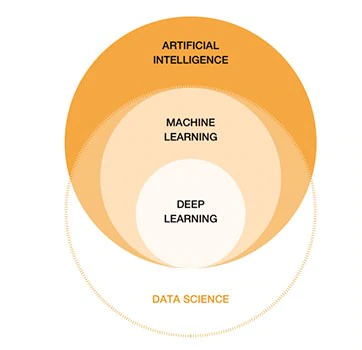 ARTIFICIAL
INTELLIGENCE
MACHINE
LEARNING
DEEP
LEARNING
DATA SCIENCE